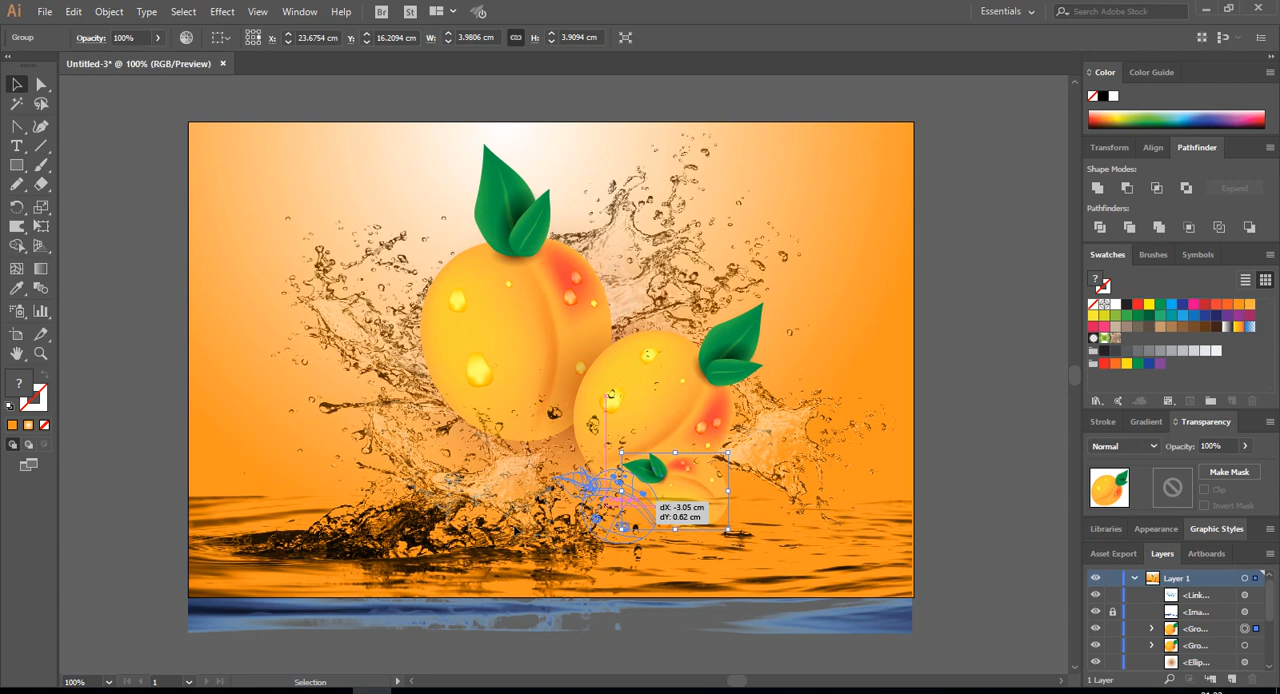 Ai File Edit Object Type Select Effect View Window Help Br St Essentials Search Adobe Stock
Group Opacity: 100% X: 23.6754 cm Y: 16.2094 cm W: 3.9806 cm H: 3.9094 cm
Untitled-3* @ 100% (RGB/Preview) ×
Color Color Guide
Transform Align Pathfinder
Shape Modes:
Expand
Pathfinders:
Swatches Brushes Symbols
?
T
?
Stroke Gradient Transparency
Normal Opacity: 100%
Make Mask
Clip
Invert Mask
dX: -3.05 cm
dY: 0.62 cm
Libraries Appearance Graphic Styles
Asset Export Layers Artboards
Layer 1
<Link...
<Ima...
<Gro...
<Gro...
<Ellip...
1 Layer
100% 1 Selection